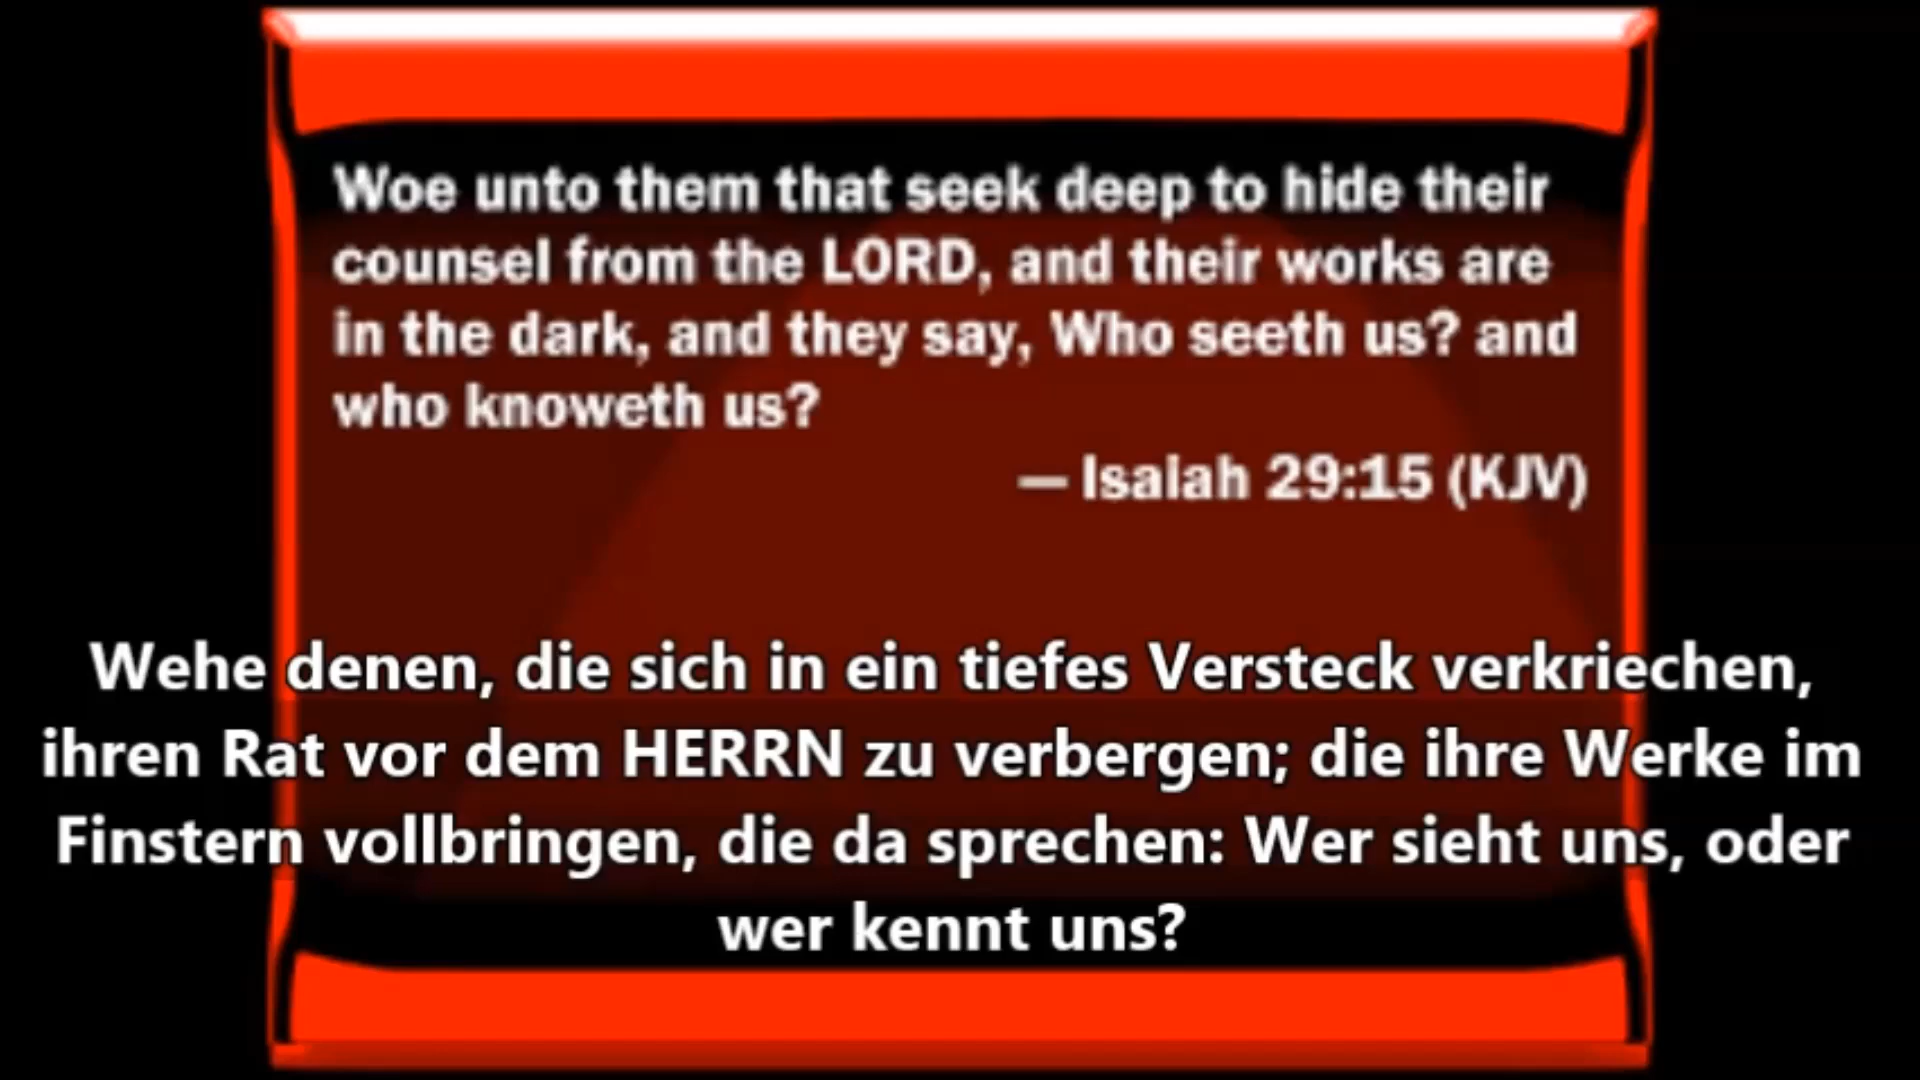 Woe unto them that seek deep to hide their
counsel from the LORD, and their works are
in the dark, and they say, Who seeth us? and
who knoweth us?
— Isaiah 29:15 (KJV)
Wehe denen, die sich in ein tiefes Versteck verkriechen,
ihren Rat vor dem HERRN zu verbergen; die ihre Werke im
Finstern vollbringen, die da sprechen: Wer sieht uns, oder
wer kennt uns?